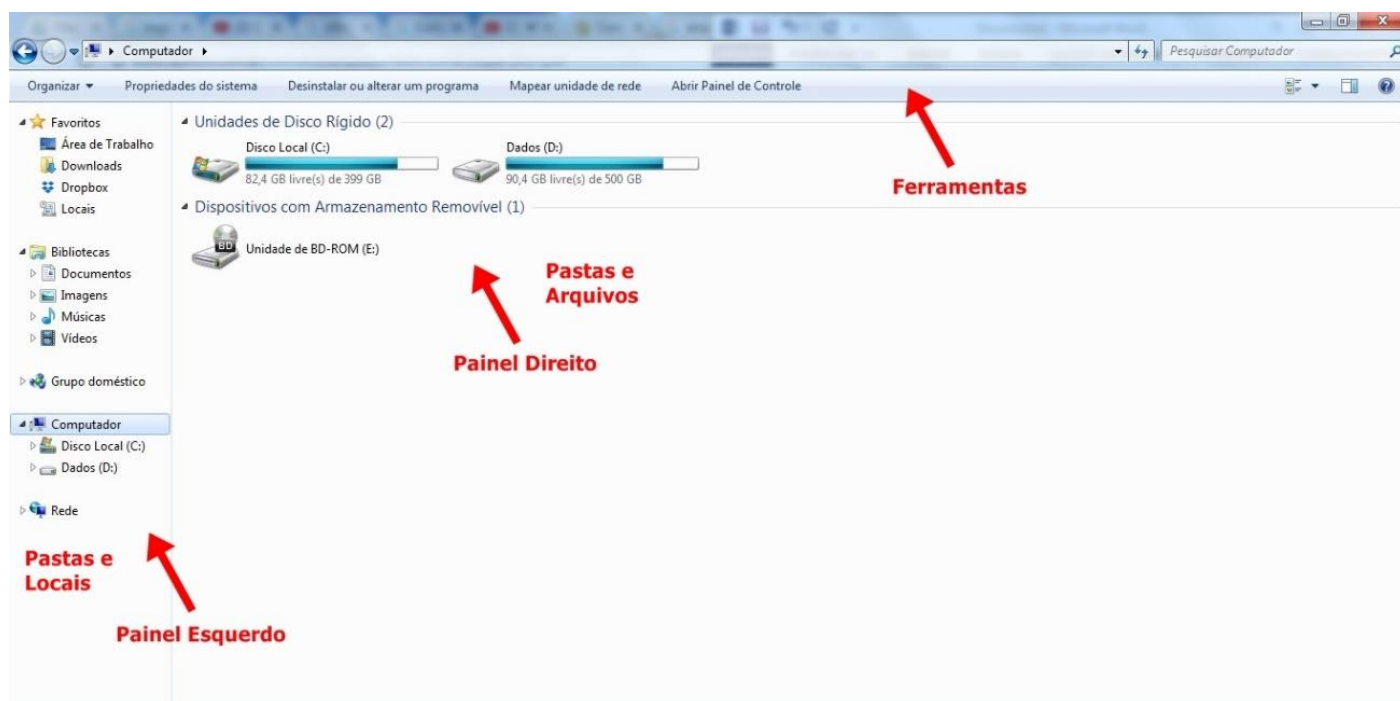 Computador
Pesquisar Computador
Organizar
Propriedades do sistema
Desinstalar ou alterar um programa
Mapear unidade de rede
Abrir Painel de Controle
Favoritos
Área de Trabalho
Downloads
Dropbox
Locais
Bibliotecas
Documentos
Imagens
Músicas
Vídeos
Grupo doméstico
Computador
Disco Local (C:)
Dados (D:)
Rede
Pastas e
Locais
Painel Esquerdo
Unidades de Disco Rígido (2)
Disco Local (C:)
82,4 GB livre(s) de 399 GB
Dados (D:)
90,4 GB livre(s) de 500 GB
Dispositivos com Armazenamento Removível (1)
BD
Unidade de BD-ROM (E:)
Pastas e
Arquivos
Painel Direito
Ferramentas